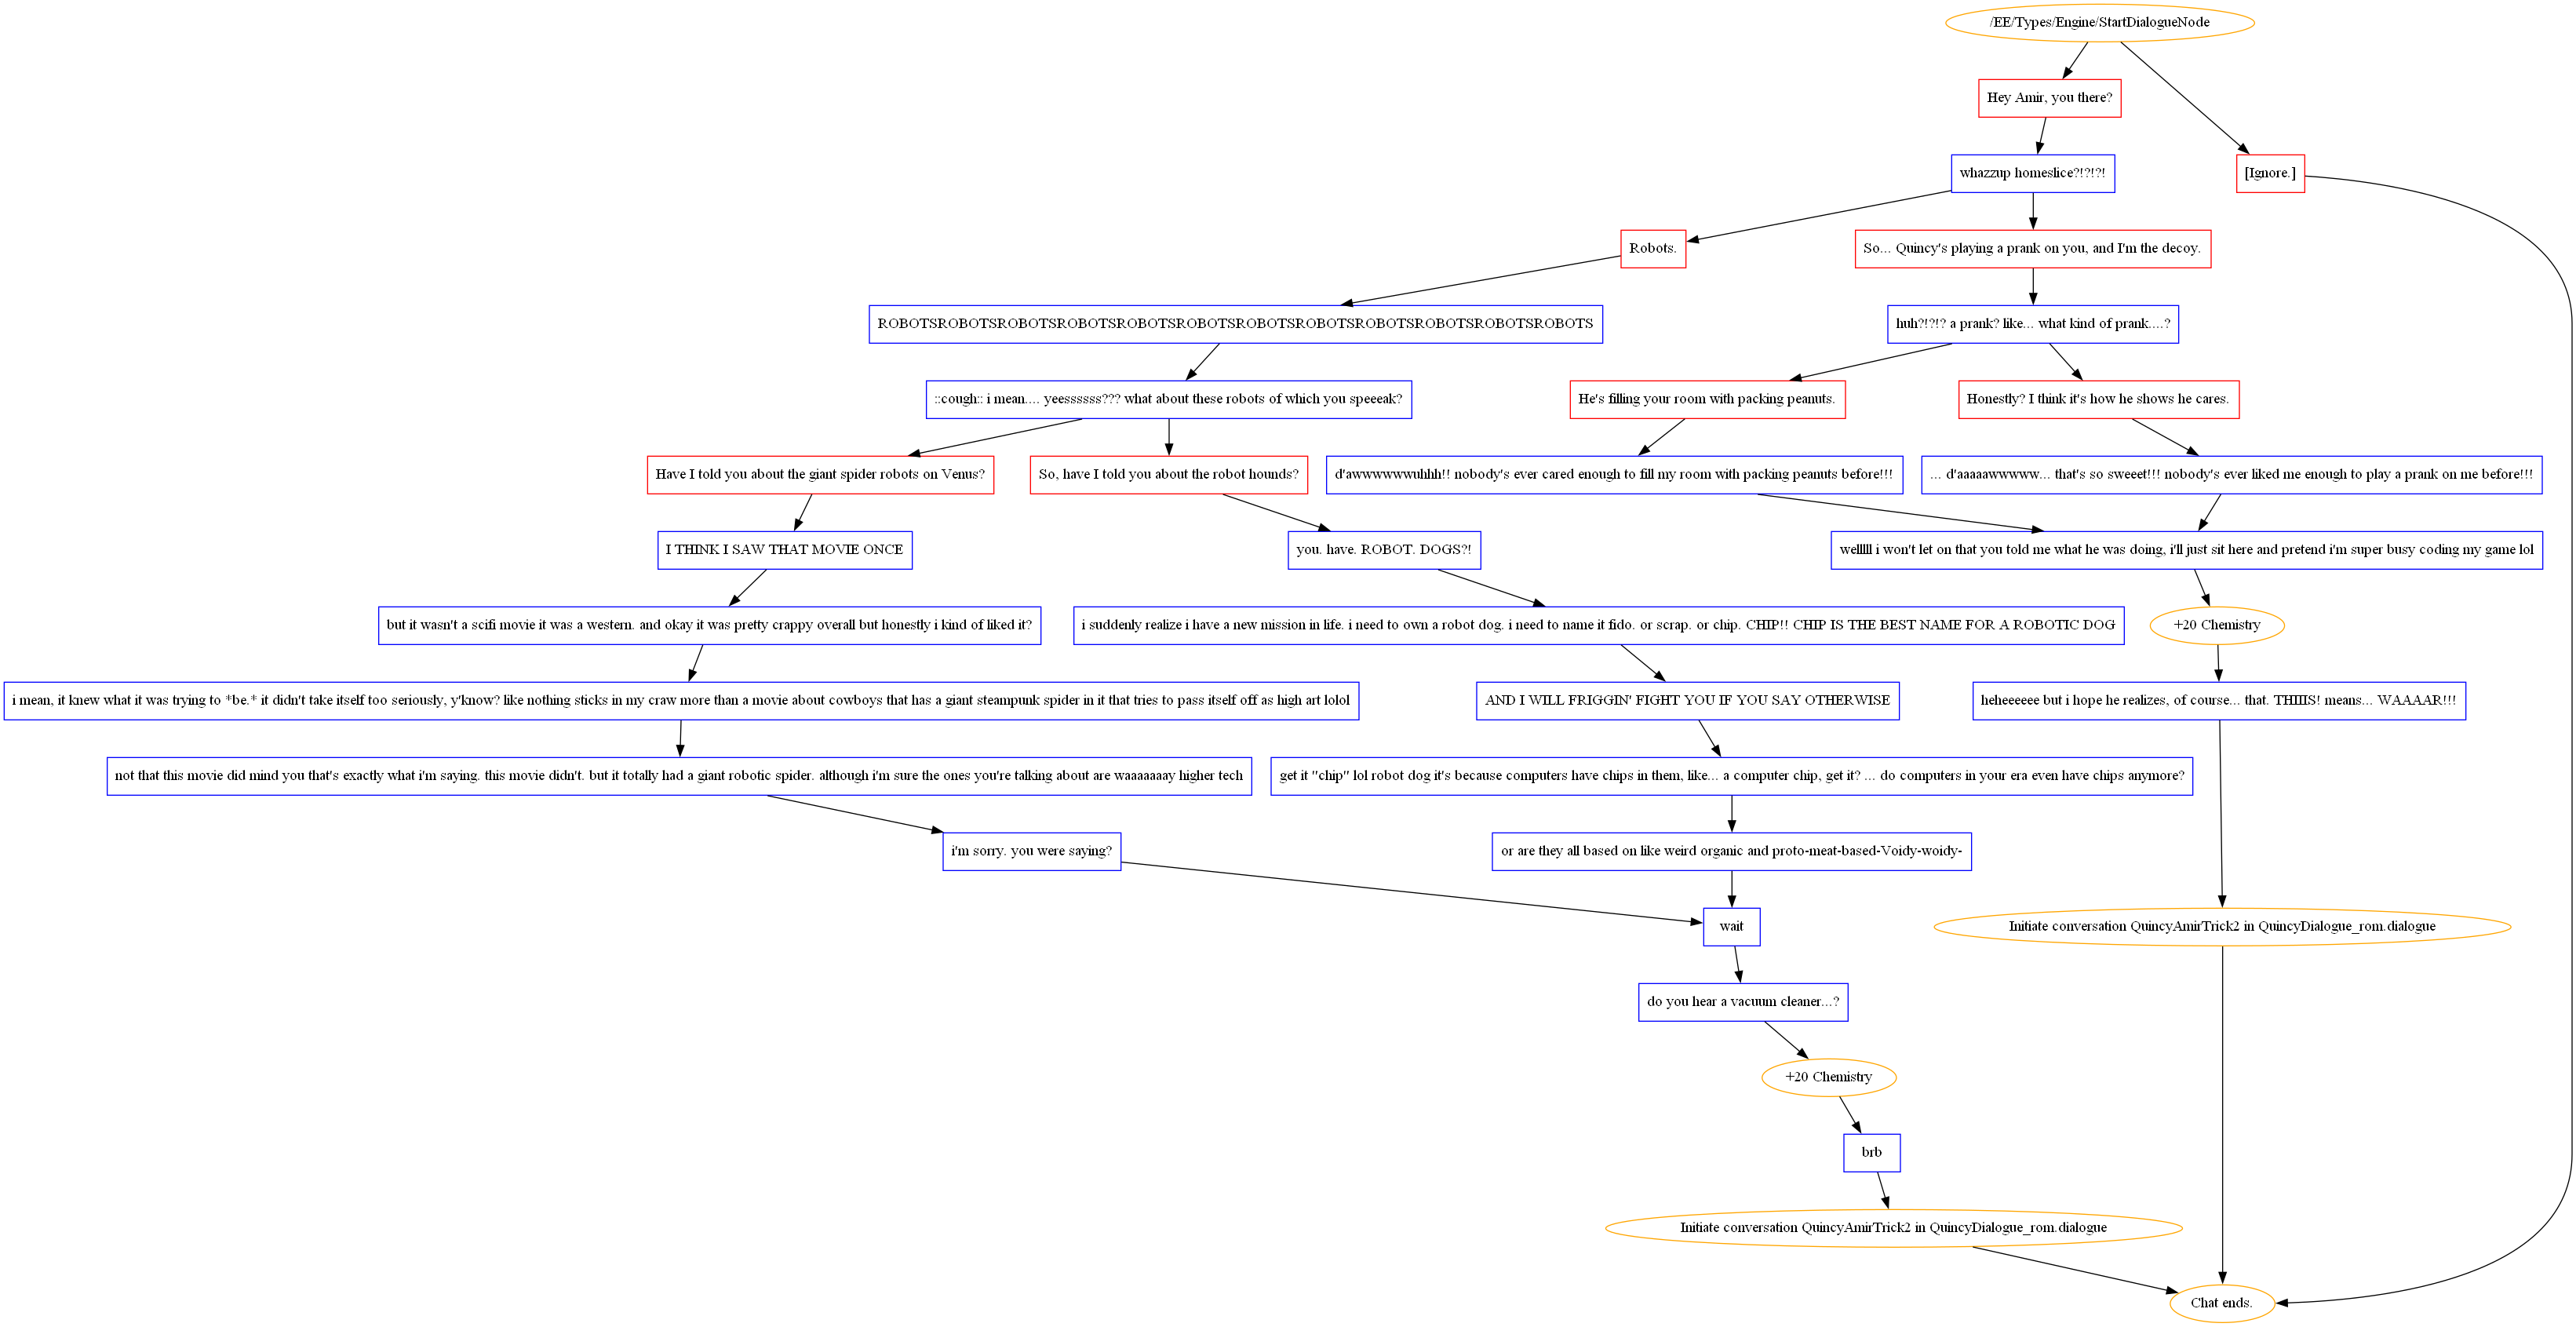 /EE/Types/Engine/StartDialogueNode
Hey Amir, you there?
whazzup homeslice?!?!?!
[Ignore.]
Robots.
So... Quincy's playing a prank on you, and I'm the decoy.
ROBOTSROBOTSROBOTSROBOTSROBOTSROBOTSROBOTSROBOTSROBOTSROBOTSROBOTSROBOTS
huh?!?!? a prank? like... what kind of prank....?
::cough:: i mean.... yeessssss??? what about these robots of which you speeeak?
He's filling your room with packing peanuts.
Honestly? I think it's how he shows he cares.
Have I told you about the giant spider robots on Venus?
So, have I told you about the robot hounds?
d'awwwwwwuhhh!! nobody's ever cared enough to fill my room with packing peanuts before!!!
... d'aaaaawwwww... that's so sweeet!!! nobody's ever liked me enough to play a prank on me before!!!
I THINK I SAW THAT MOVIE ONCE
you. have. ROBOT. DOGS?!
welllll i won't let on that you told me what he was doing, i'll just sit here and pretend i'm super busy coding my game lol
but it wasn't a scifi movie it was a western. and okay it was pretty crappy overall but honestly i kind of liked it?
i suddenly realize i have a new mission in life. i need to own a robot dog. i need to name it fido. or scrap. or chip. CHIP!! CHIP IS THE BEST NAME FOR A ROBOTIC DOG
+20 Chemistry
i mean, it knew what it was trying to *be.* it didn't take itself too seriously, y'know? like nothing sticks in my craw more than a movie about cowboys that has a giant steampunk spider in it that tries to pass itself off as high art lolol
AND I WILL FRIGGIN' FIGHT YOU IF YOU SAY OTHERWISE
heheeeeee but i hope he realizes, of course... that. THIIIS! means... WAAAAR!!!
not that this movie did mind you that's exactly what i'm saying. this movie didn't. but it totally had a giant robotic spider. although i'm sure the ones you're talking about are waaaaaaay higher tech
get it "chip" lol robot dog it's because computers have chips in them, like... a computer chip, get it? ... do computers in your era even have chips anymore?
i'm sorry. you were saying?
or are they all based on like weird organic and proto-meat-based-Voidy-woidy-
wait
Initiate conversation QuincyAmirTrick2 in QuincyDialogue_rom.dialogue
do you hear a vacuum cleaner...?
+20 Chemistry
brb
Initiate conversation QuincyAmirTrick2 in QuincyDialogue_rom.dialogue
Chat ends.